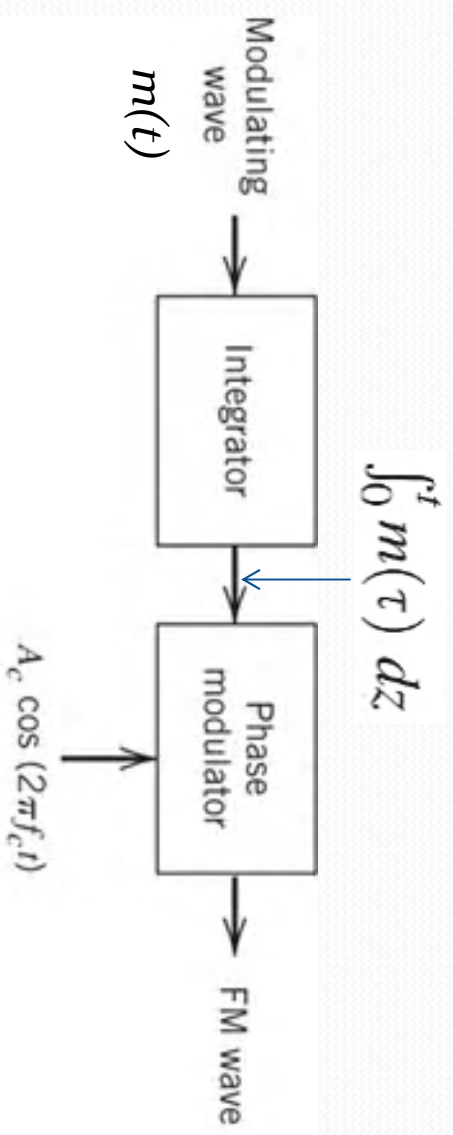 ∫₀ᵗ m(τ) dz
Modulating
wave
m(t)
Integrator
Phase
modulator
FM wave
A_c cos (2πf_c t)